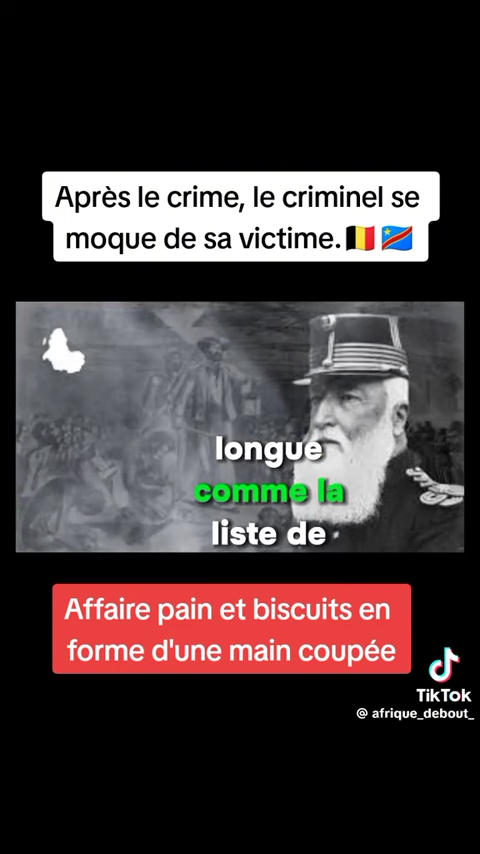 Après le crime, le criminel se
moque de sa victime.🇧🇪🇨🇩
longue
comme la
liste de
Affaire pain et biscuits en
forme d'une main coupée
TikTok
@ afrique_debout_